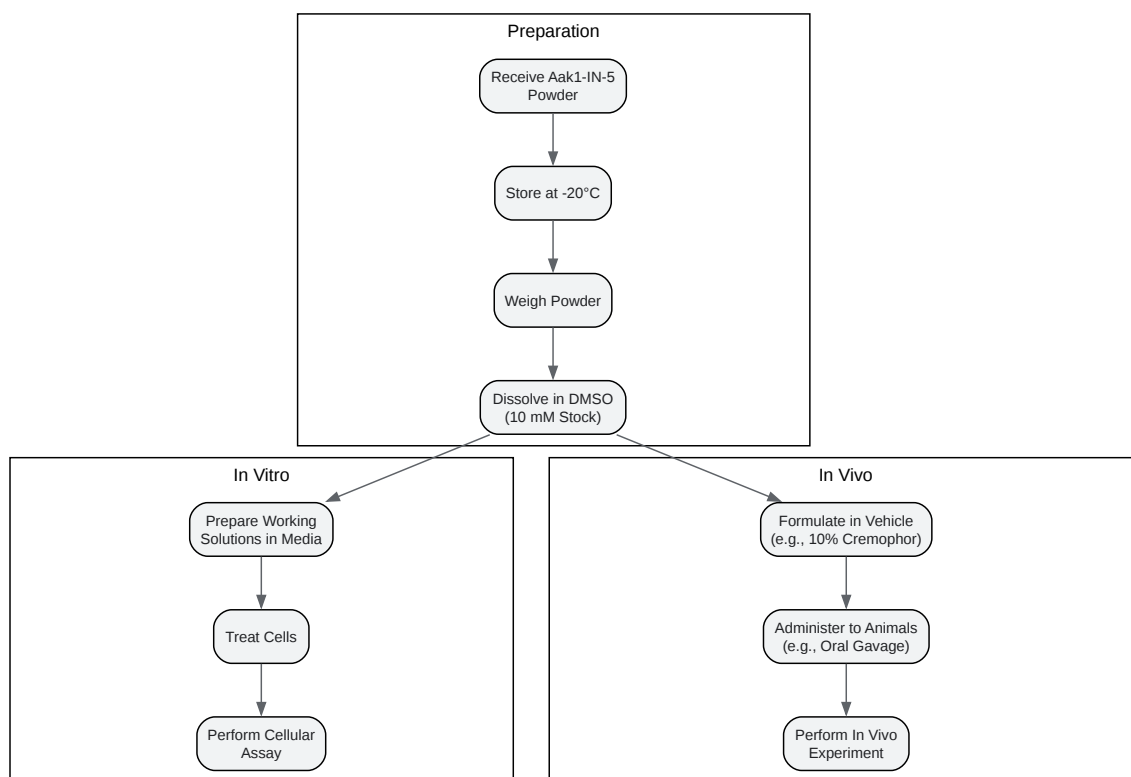 Preparation
Receive Aak1-IN-5
Powder
Store at -20°C
Weigh Powder
Dissolve in DMSO
(10 mM Stock)
In Vitro
Prepare Working
Solutions in Media
Treat Cells
Perform Cellular
Assay
In Vivo
Formulate in Vehicle
(e.g., 10% Cremophor)
Administer to Animals
(e.g., Oral Gavage)
Perform In Vivo
Experiment